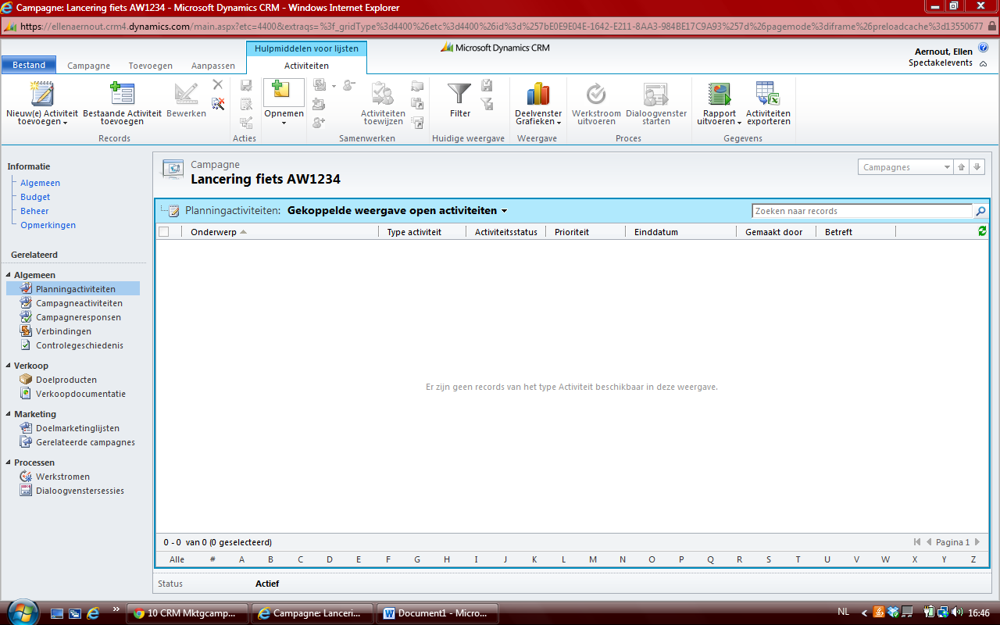 Campagne: Lancering fiets AW1234 - Microsoft Dynamics CRM - Windows Internet Explorer
https://ellenaernout.crm4.dynamics.com/main.aspx?etc=4400&extraqs=%3f_gridType%3d4400%26etc%3d4400%26id%3d%257bE0E9E04E-1642-E211-8AA3-984BE17C9A93%257d%26pagemode%3diframe%26preloadcache%3d13550677
Hulpmiddelen voor lijsten
Microsoft Dynamics CRM
Aernout, Ellen
Spectakelevents
Bestand Campagne Toevoegen Aanpassen Activiteiten
Nieuw(e) Activiteit toevoegen
Bestaande Activiteit toevoegen
Bewerken
Opnemen
Activiteiten toewijzen
Filter
Deelvenster Grafieken
Werkstroom uitvoeren
Dialoogvenster starten
Rapport uitvoeren
Activiteiten exporteren
Records Acties Samenwerken Huidige weergave Weergave Proces Gegevens
Informatie
Algemeen
Budget
Beheer
Opmerkingen
Gerelateerd
Algemeen
Planningactiviteiten
Campagneactiviteiten
Campagneresponsen
Verbindingen
Controlegeschiedenis
Verkoop
Doelproducten
Verkoopdocumentatie
Marketing
Doelmarketinglijsten
Gerelateerde campagnes
Processen
Werkstromen
Dialoogvenstersessies
Campagne
Lancering fiets AW1234
Campagnes
Planningactiviteiten: Gekoppelde weergave open activiteiten
Zoeken naar records
Onderwerp Type activiteit Activiteitsstatus Prioriteit Einddatum Gemaakt door Betreft
Er zijn geen records van het type Activiteit beschikbaar in deze weergave.
0 - 0 van 0 (0 geselecteerd)
Pagina 1
Alle # A B C D E F G H I J K L M N O P Q R S T U V W X Y Z
Status Actief
10 CRM Mktgcamp...
Campagne: Lanceri...
Document1 - Micro...
NL
16:46